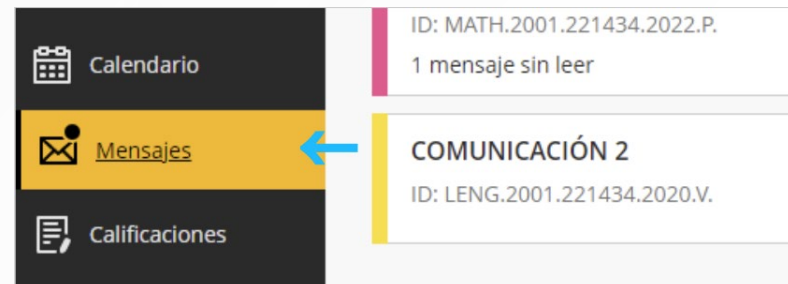 Calendario
Mensajes
Calificaciones
ID: MATH.2001.221434.2022.P.
1 mensaje sin leer
COMUNICACIÓN 2
ID: LENG.2001.221434.2020.V.